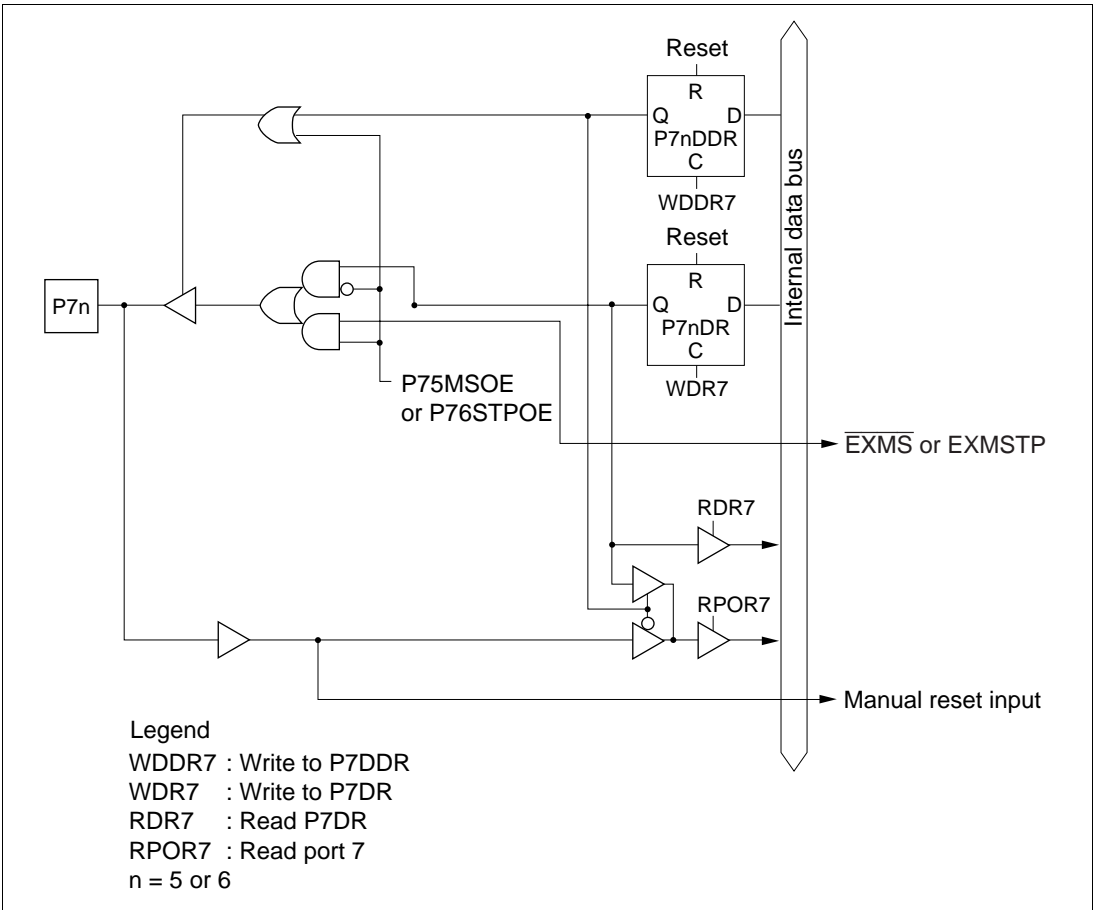 Reset
R
Q D
P7nDDR
C
WDDR7
Reset
R
Q D
P7nDR
C
WDR7
Internal data bus
P7n
P75MSOE
or P76STPOE
EXMS or EXMSTP
RDR7
RPOR7
Manual reset input
Legend
WDDR7 : Write to P7DDR
WDR7 : Write to P7DR
RDR7 : Read P7DR
RPOR7 : Read port 7
n = 5 or 6